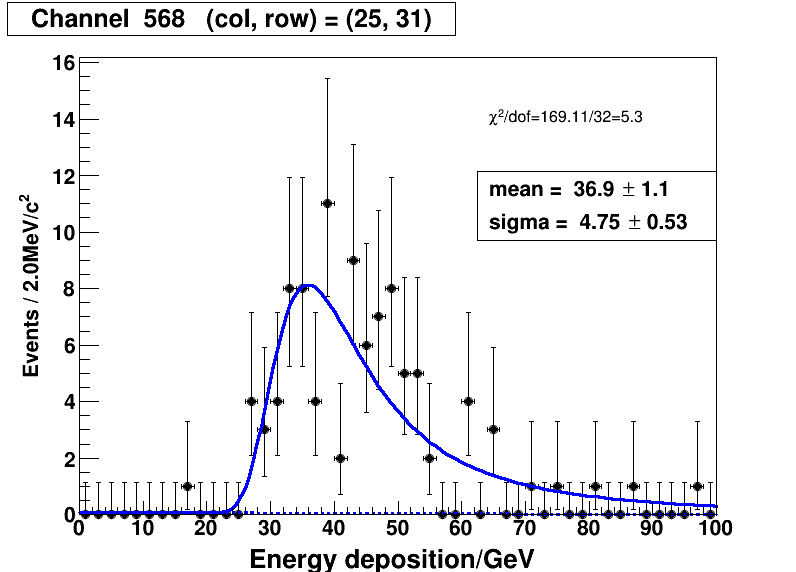 Channel 568 (col, row) = (25, 31)
χ²/dof=169.11/32=5.3
mean = 36.9 ± 1.1
sigma = 4.75 ± 0.53
Events / 2.0MeV/c²
16
14
12
10
8
6
4
2
0
0 10 20 30 40 50 60 70 80 90 100
Energy deposition/GeV